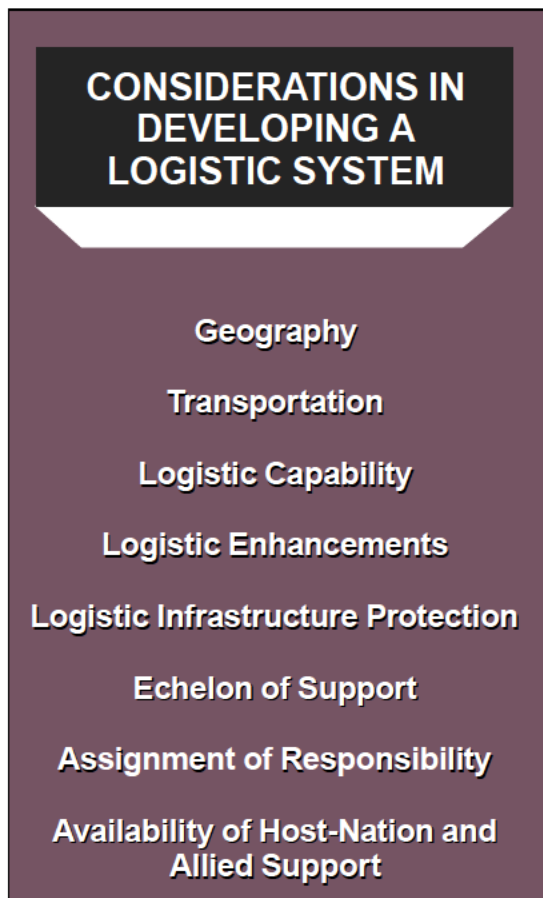 CONSIDERATIONS IN
DEVELOPING A
LOGISTIC SYSTEM
Geography
Transportation
Logistic Capability
Logistic Enhancements
Logistic Infrastructure Protection
Echelon of Support
Assignment of Responsibility
Availability of Host-Nation and
Allied Support